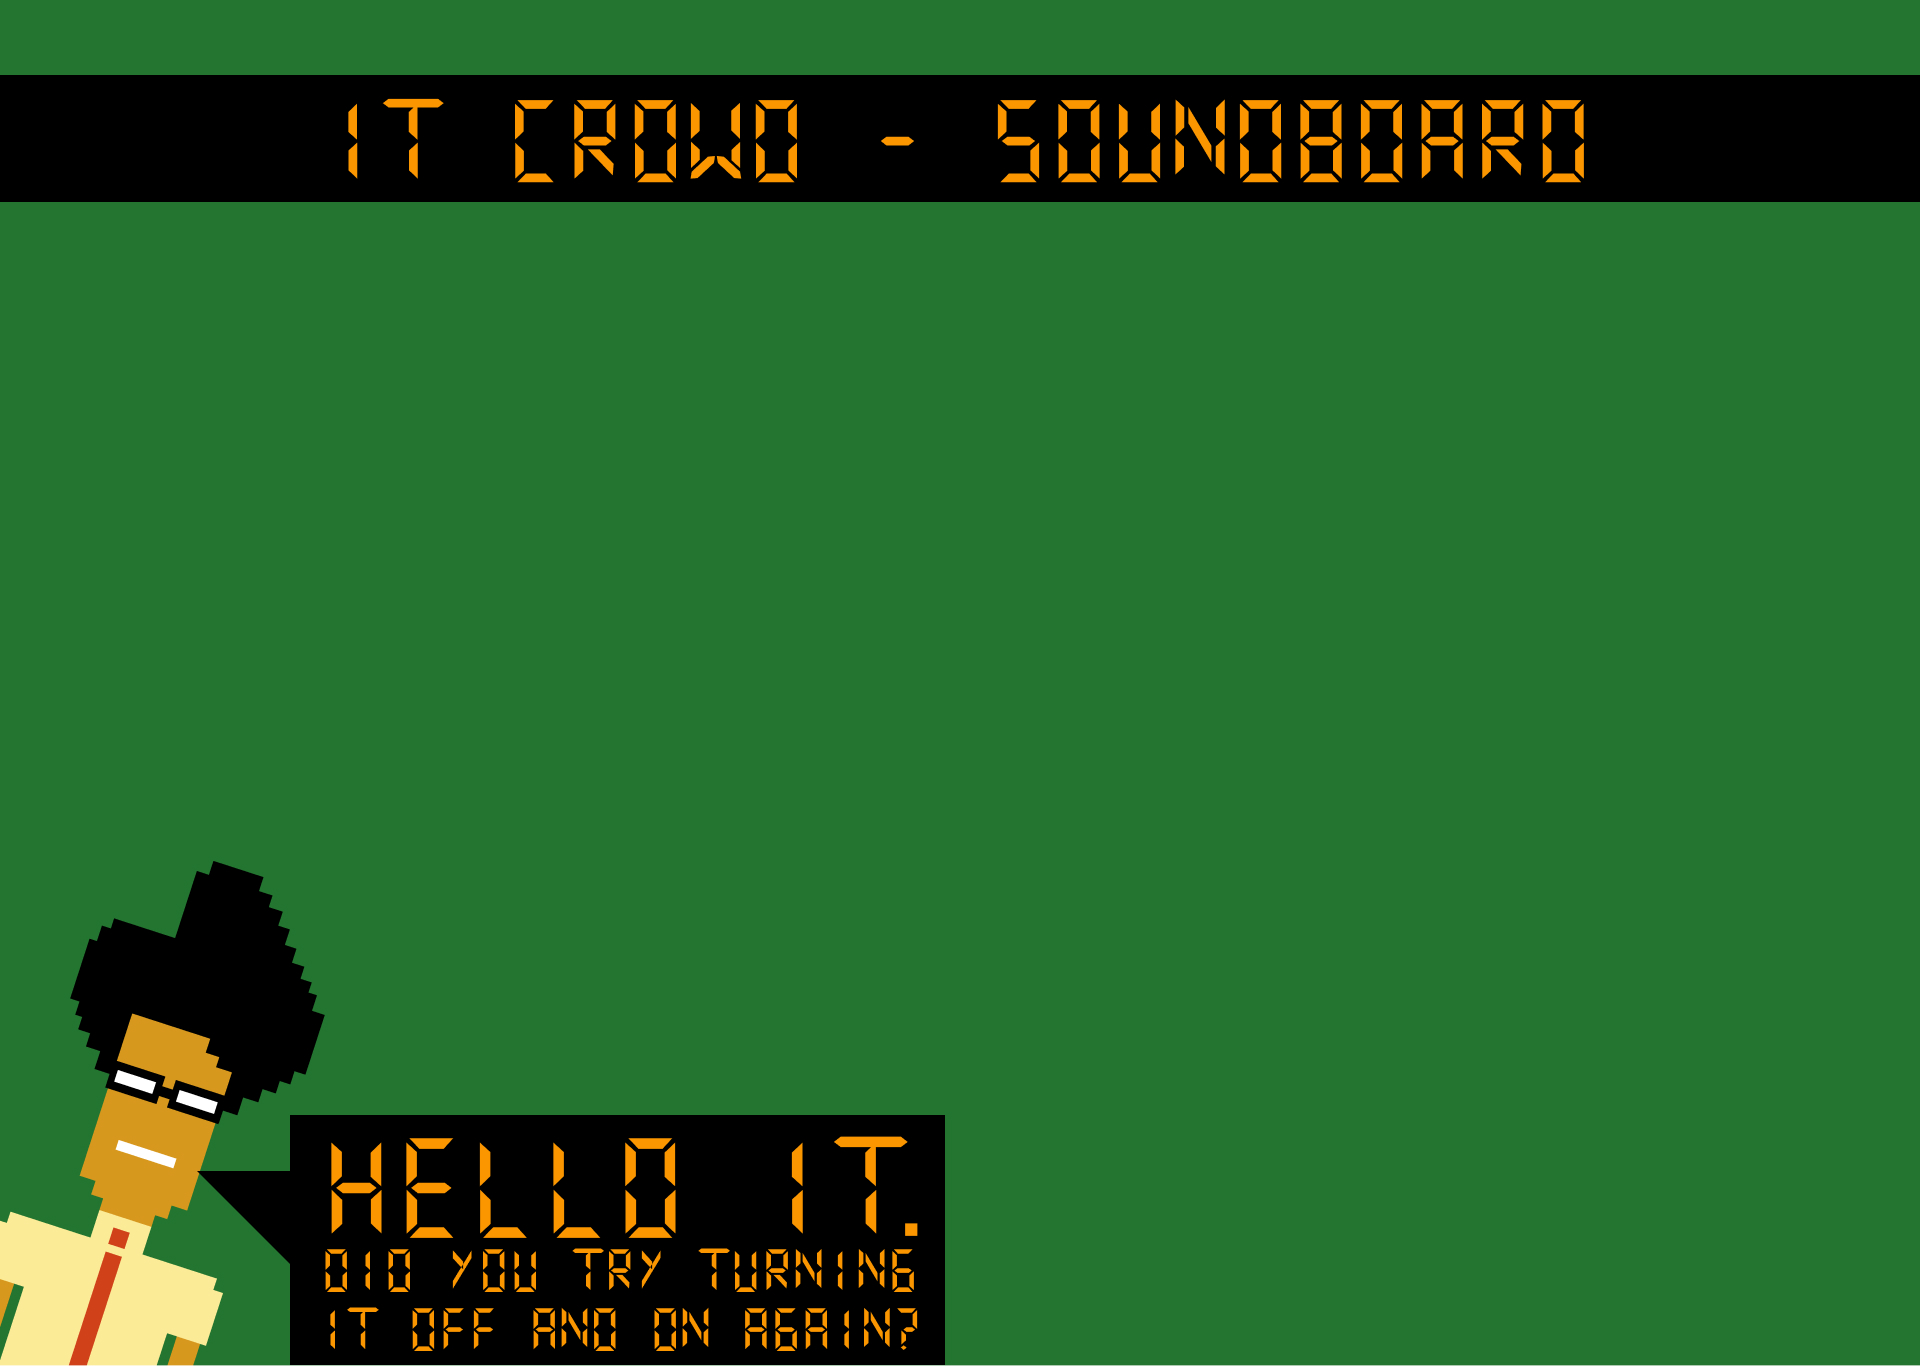 IT CROWD - SOUNDBOARD
HELLO IT.
DID YOU TRY TURNING
IT OFF AND ON AGAIN?